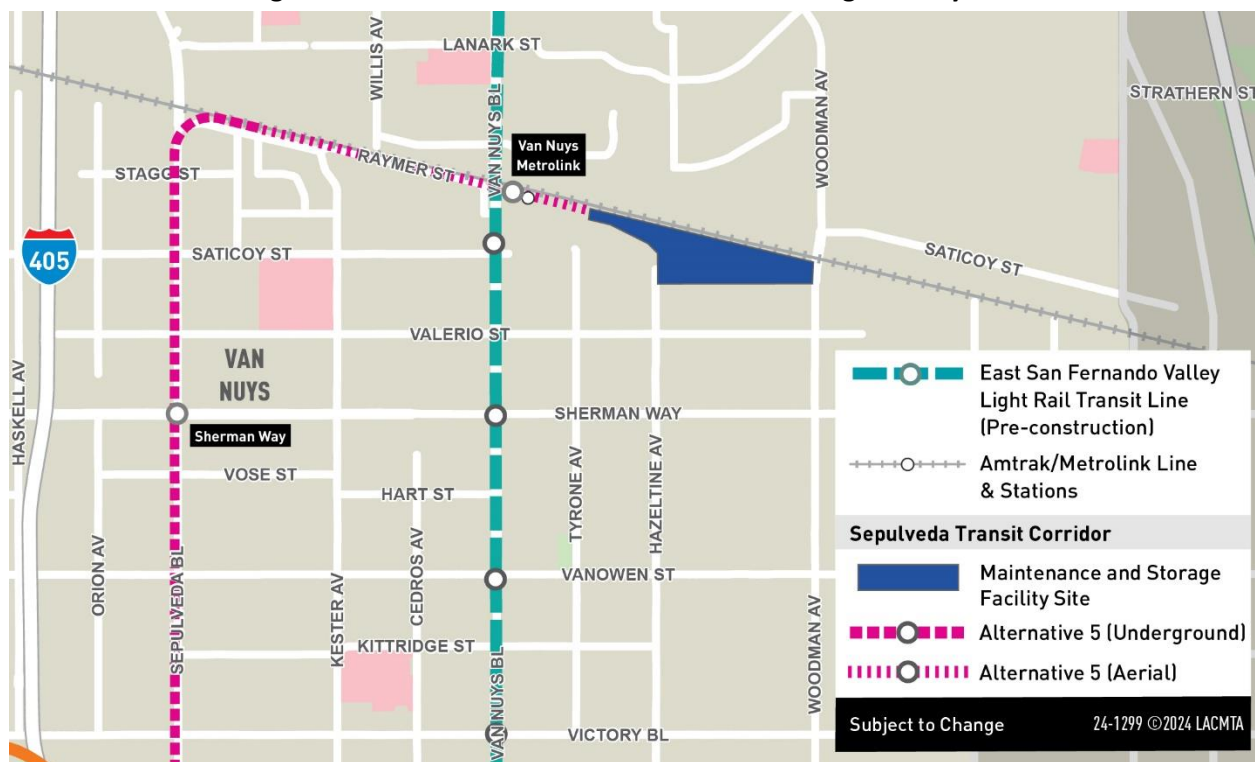 LANARK ST
WILLIS AV
VAN NUYS BL
WOODMAN AV
STRATHERN ST
Van Nuys
Metrolink
RAYMER ST
STAGG ST
SATICOY ST
SATICOY ST
405
VALERIO ST
VAN
NUYS
HASKELL AV
SHERMAN WAY
Sherman Way
VOSE ST
HART ST
TYRONE AV
HAZELTINE AV
ORION AV
SEPULVEDA BL
KESTER AV
CEDROS AV
VANOWEN ST
KITTRIDGE ST
WOODMAN AV
VAN NUYS BL
VICTORY BL
East San Fernando Valley
Light Rail Transit Line
(Pre-construction)
Amtrak/Metrolink Line
& Stations
Sepulveda Transit Corridor
Maintenance and Storage
Facility Site
Alternative 5 (Underground)
Alternative 5 (Aerial)
Subject to Change
24-1299 ©2024 LACMTA